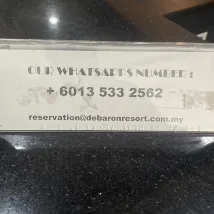 OUR WHATSAPPS NUMBER :
+ 6013 533 2562
reservation@debaronresort.com.my